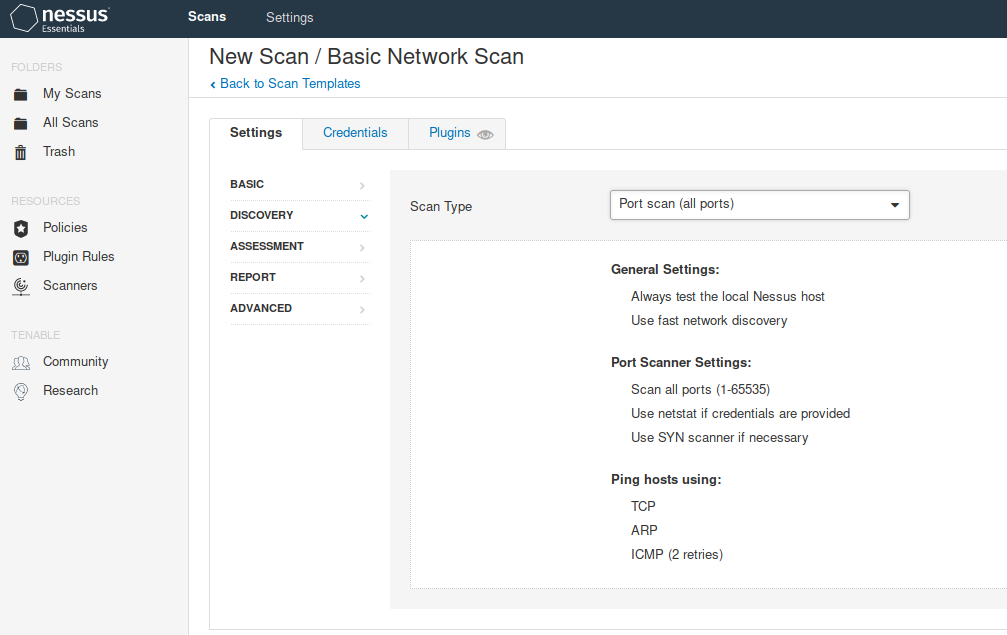 nessus
Essentials
Scans Settings
FOLDERS
My Scans
All Scans
Trash
RESOURCES
Policies
Plugin Rules
Scanners
TENABLE
Community
Research
New Scan / Basic Network Scan
‹ Back to Scan Templates
Settings Credentials Plugins
BASIC
DISCOVERY
ASSESSMENT
REPORT
ADVANCED
Scan Type Port scan (all ports)
General Settings:
Always test the local Nessus host
Use fast network discovery
Port Scanner Settings:
Scan all ports (1-65535)
Use netstat if credentials are provided
Use SYN scanner if necessary
Ping hosts using:
TCP
ARP
ICMP (2 retries)